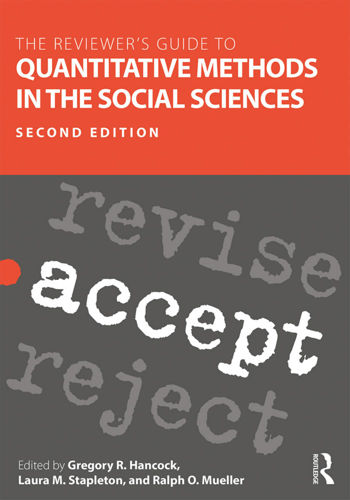 THE REVIEWER'S GUIDE TO
QUANTITATIVE METHODS
IN THE SOCIAL SCIENCES
SECOND EDITION
revise
accept
reject
Edited by Gregory R. Hancock,
Laura M. Stapleton, and Ralph O. Mueller
ROUTLEDGE